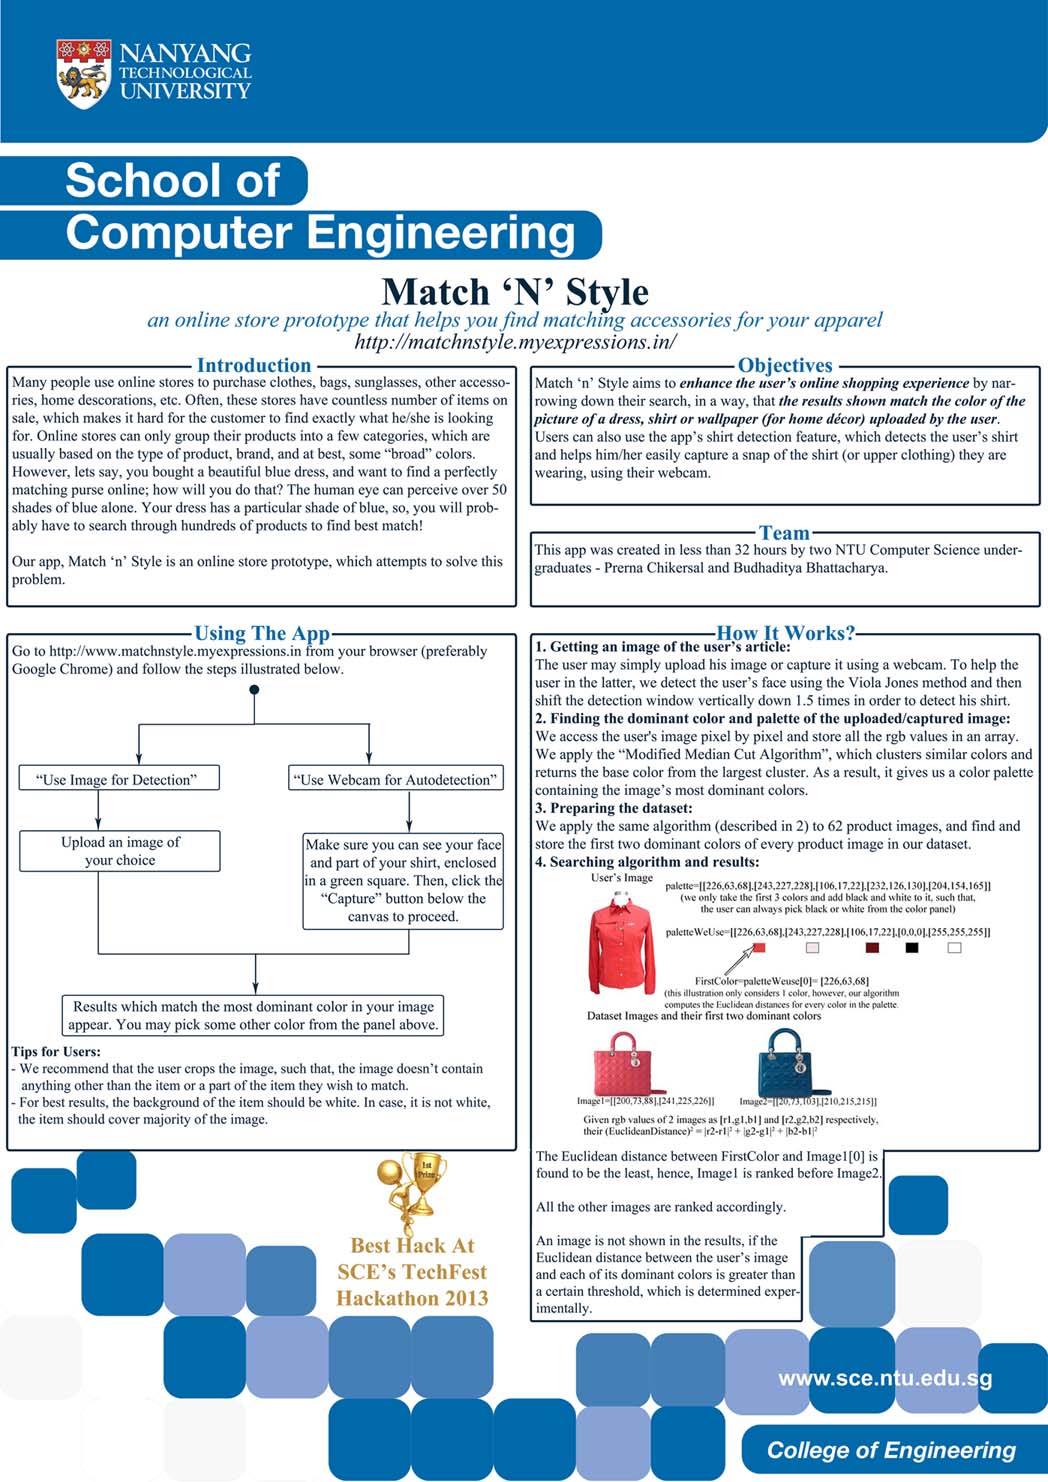 NANYANG
TECHNOLOGICAL
UNIVERSITY
School of
Computer Engineering
Match ‘N’ Style
an online store prototype that helps you find matching accessories for your apparel
http://matchnstyle.myexpressions.in/
Introduction
Many people use online stores to purchase clothes, bags, sunglasses, other accesso-
ries, home descorations, etc. Often, these stores have countless number of items on
sale, which makes it hard for the customer to find exactly what he/she is looking
for. Online stores can only group their products into a few categories, which are
usually based on the type of product, brand, and at best, some “broad” colors.
However, lets say, you bought a beautiful blue dress, and want to find a perfectly
matching purse online; how will you do that? The human eye can perceive over 50
shades of blue alone. Your dress has a particular shade of blue, so, you will prob-
ably have to search through hundreds of products to find best match!
Our app, Match ‘n’ Style is an online store prototype, which attempts to solve this
problem.
Objectives
Match ‘n’ Style aims to enhance the user’s online shopping experience by nar-
rowing down their search, in a way, that the results shown match the color of the
picture of a dress, shirt or wallpaper (for home décor) uploaded by the user.
Users can also use the app’s shirt detection feature, which detects the user’s shirt
and helps him/her easily capture a snap of the shirt (or upper clothing) they are
wearing, using their webcam.
Team
This app was created in less than 32 hours by two NTU Computer Science under-
graduates - Prerna Chikersal and Budhaditya Bhattacharya.
Using The App
Go to http://www.matchnstyle.myexpressions.in from your browser (preferably
Google Chrome) and follow the steps illustrated below.
“Use Image for Detection”
“Use Webcam for Autodetection”
Upload an image of
your choice
Make sure you can see your face
and part of your shirt, enclosed
in a green square. Then, click the
“Capture” button below the
canvas to proceed.
Results which match the most dominant color in your image
appear. You may pick some other color from the panel above.
Tips for Users:
- We recommend that the user crops the image, such that, the image doesn’t contain
anything other than the item or a part of the item they wish to match.
- For best results, the background of the item should be white. In case, it is not white,
the item should cover majority of the image.
How It Works?
1. Getting an image of the user’s article:
The user may simply upload his image or capture it using a webcam. To help the
user in the latter, we detect the user’s face using the Viola Jones method and then
shift the detection window vertically down 1.5 times in order to detect his shirt.
2. Finding the dominant color and palette of the uploaded/captured image:
We access the user's image pixel by pixel and store all the rgb values in an array.
We apply the “Modified Median Cut Algorithm”, which clusters similar colors and
returns the base color from the largest cluster. As a result, it gives us a color palette
containing the image’s most dominant colors.
3. Preparing the dataset:
We apply the same algorithm (described in 2) to 62 product images, and find and
store the first two dominant colors of every product image in our dataset.
4. Searching algorithm and results:
User’s Image
palette=[[226,63,68],[243,227,228],[106,17,22],[232,126,130],[204,154,165]]
(we only take the first 3 colors and add black and white to it, such that,
the user can always pick black or white from the color panel)
paletteWeUse=[[226,63,68],[243,227,228],[106,17,22],[0,0,0],[255,255,255]]
FirstColor=paletteWeuse[0]= [226,63,68]
(this illustration only considers 1 color, however, our algorithm
computes the Euclidean distances for every color in the palette.
Dataset Images and their first two dominant colors
Image1=[[200,73,88],[241,225,226]]
Image2=[[20,73,103],[210,215,215]]
Given rgb values of 2 images as [r1,g1,b1] and [r2,g2,b2] respectively,
their (EuclideanDistance)² = |r2-r1|² + |g2-g1|² + |b2-b1|²
The Euclidean distance between FirstColor and Image1[0] is
found to be the least, hence, Image1 is ranked before Image2.
All the other images are ranked accordingly.
An image is not shown in the results, if the
Euclidean distance between the user’s image
and each of its dominant colors is greater than
a certain threshold, which is determined exper-
imentally.
1st
Prize
Best Hack At
SCE’s TechFest
Hackathon 2013
www.sce.ntu.edu.sg
College of Engineering